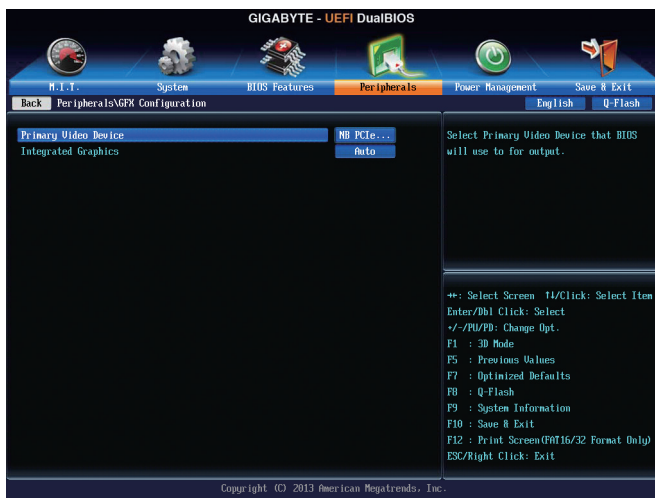 GIGABYTE - UEFI DualBIOS
M.I.T. System BIOS Features Peripherals Power Management Save & Exit
Back Peripherals\GFX Configuration English Q-Flash
Primary Video Device NB PCIe...
Integrated Graphics Auto
Select Primary Video Device that BIOS
will use to for output.
→←: Select Screen ↑↓/Click: Select Item
Enter/Dbl Click: Select
+/-/PU/PD: Change Opt.
F1 : 3D Mode
F5 : Previous Values
F7 : Optimized Defaults
F8 : Q-Flash
F9 : System Information
F10 : Save & Exit
F12 : Print Screen(FAT16/32 Format Only)
ESC/Right Click: Exit
Copyright (C) 2013 American Megatrends, Inc.